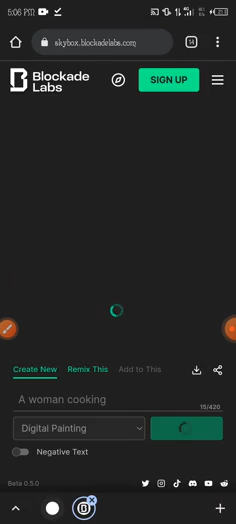 5:06 PM
skybox.blockadelabs.com
14
Blockade
Labs
SIGN UP
Create New
Remix This
Add to This
A woman cooking
15/420
Digital Painting
Negative Text
Beta 0.5.0